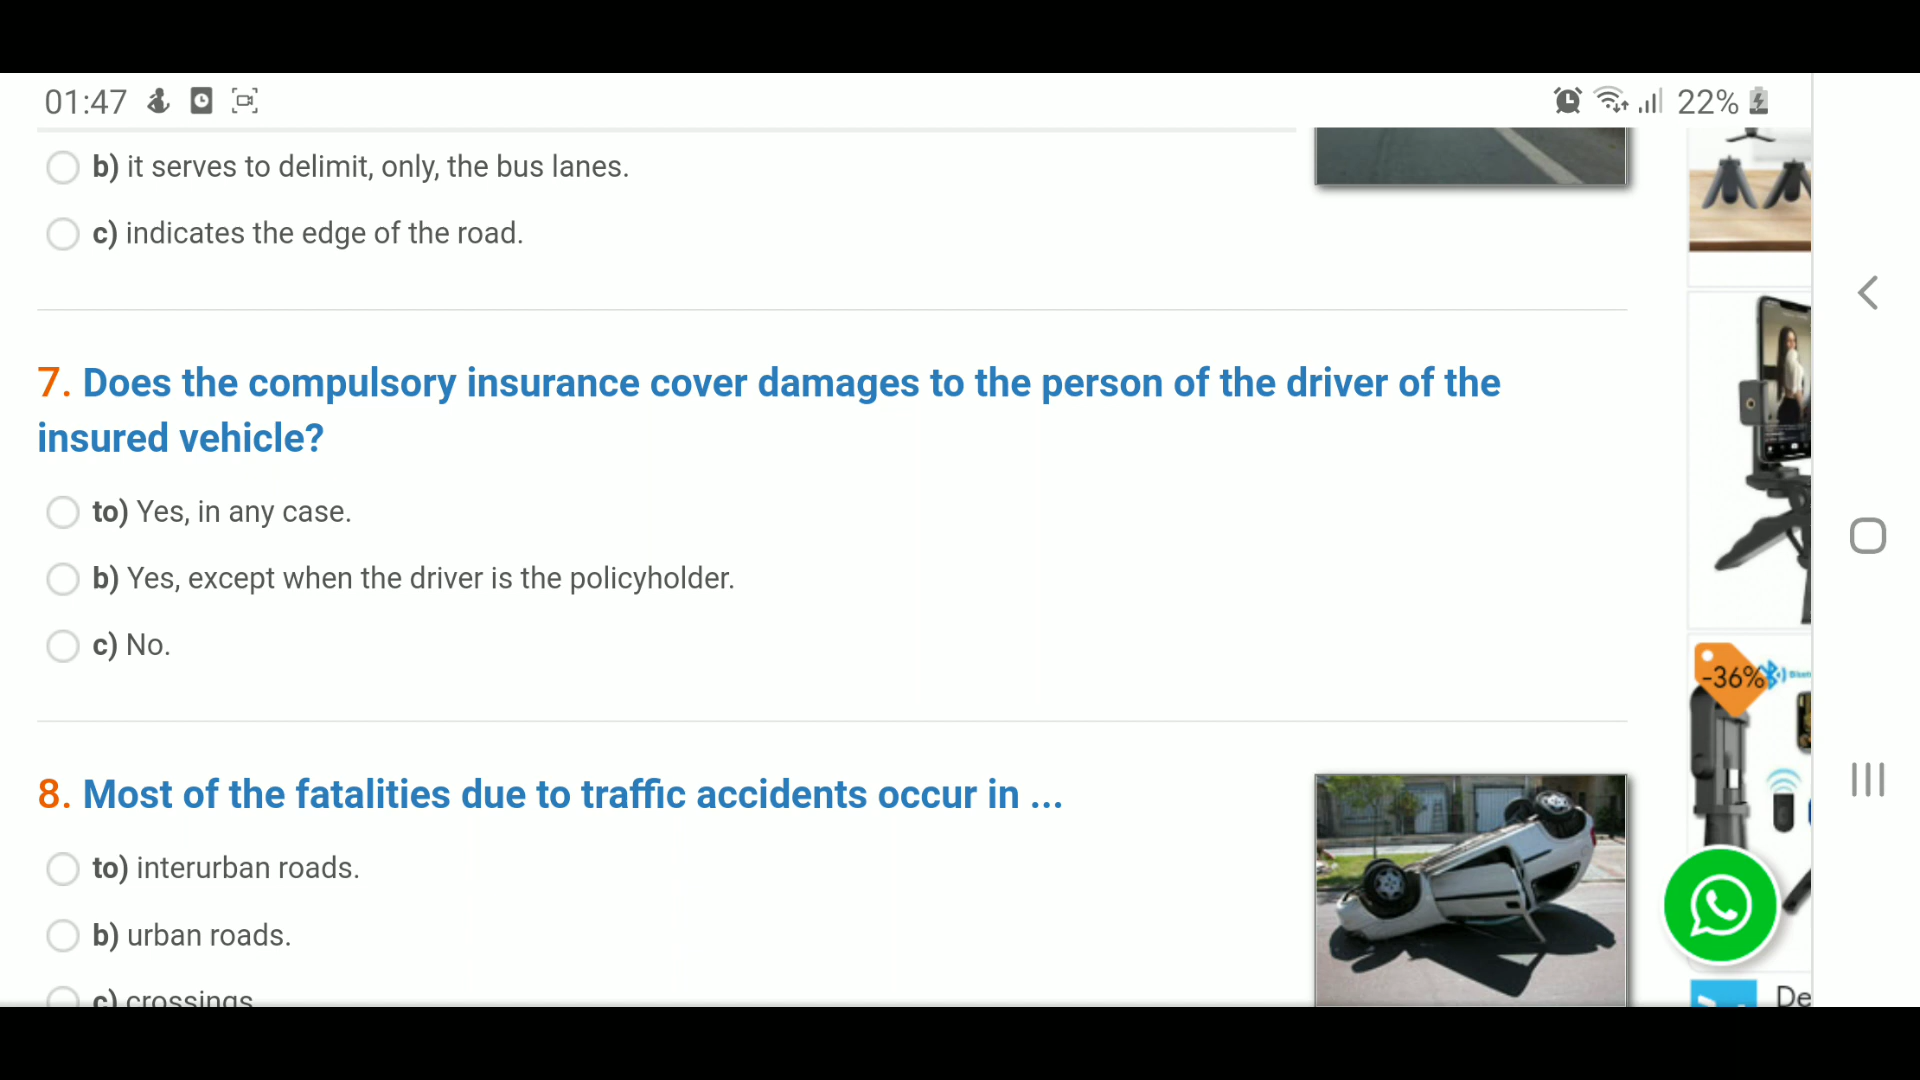 01:47
22%
b) it serves to delimit, only, the bus lanes.
c) indicates the edge of the road.
7. Does the compulsory insurance cover damages to the person of the driver of the
insured vehicle?
to) Yes, in any case.
b) Yes, except when the driver is the policyholder.
c) No.
-36%
8. Most of the fatalities due to traffic accidents occur in ...
to) interurban roads.
b) urban roads.
c) crossings
De